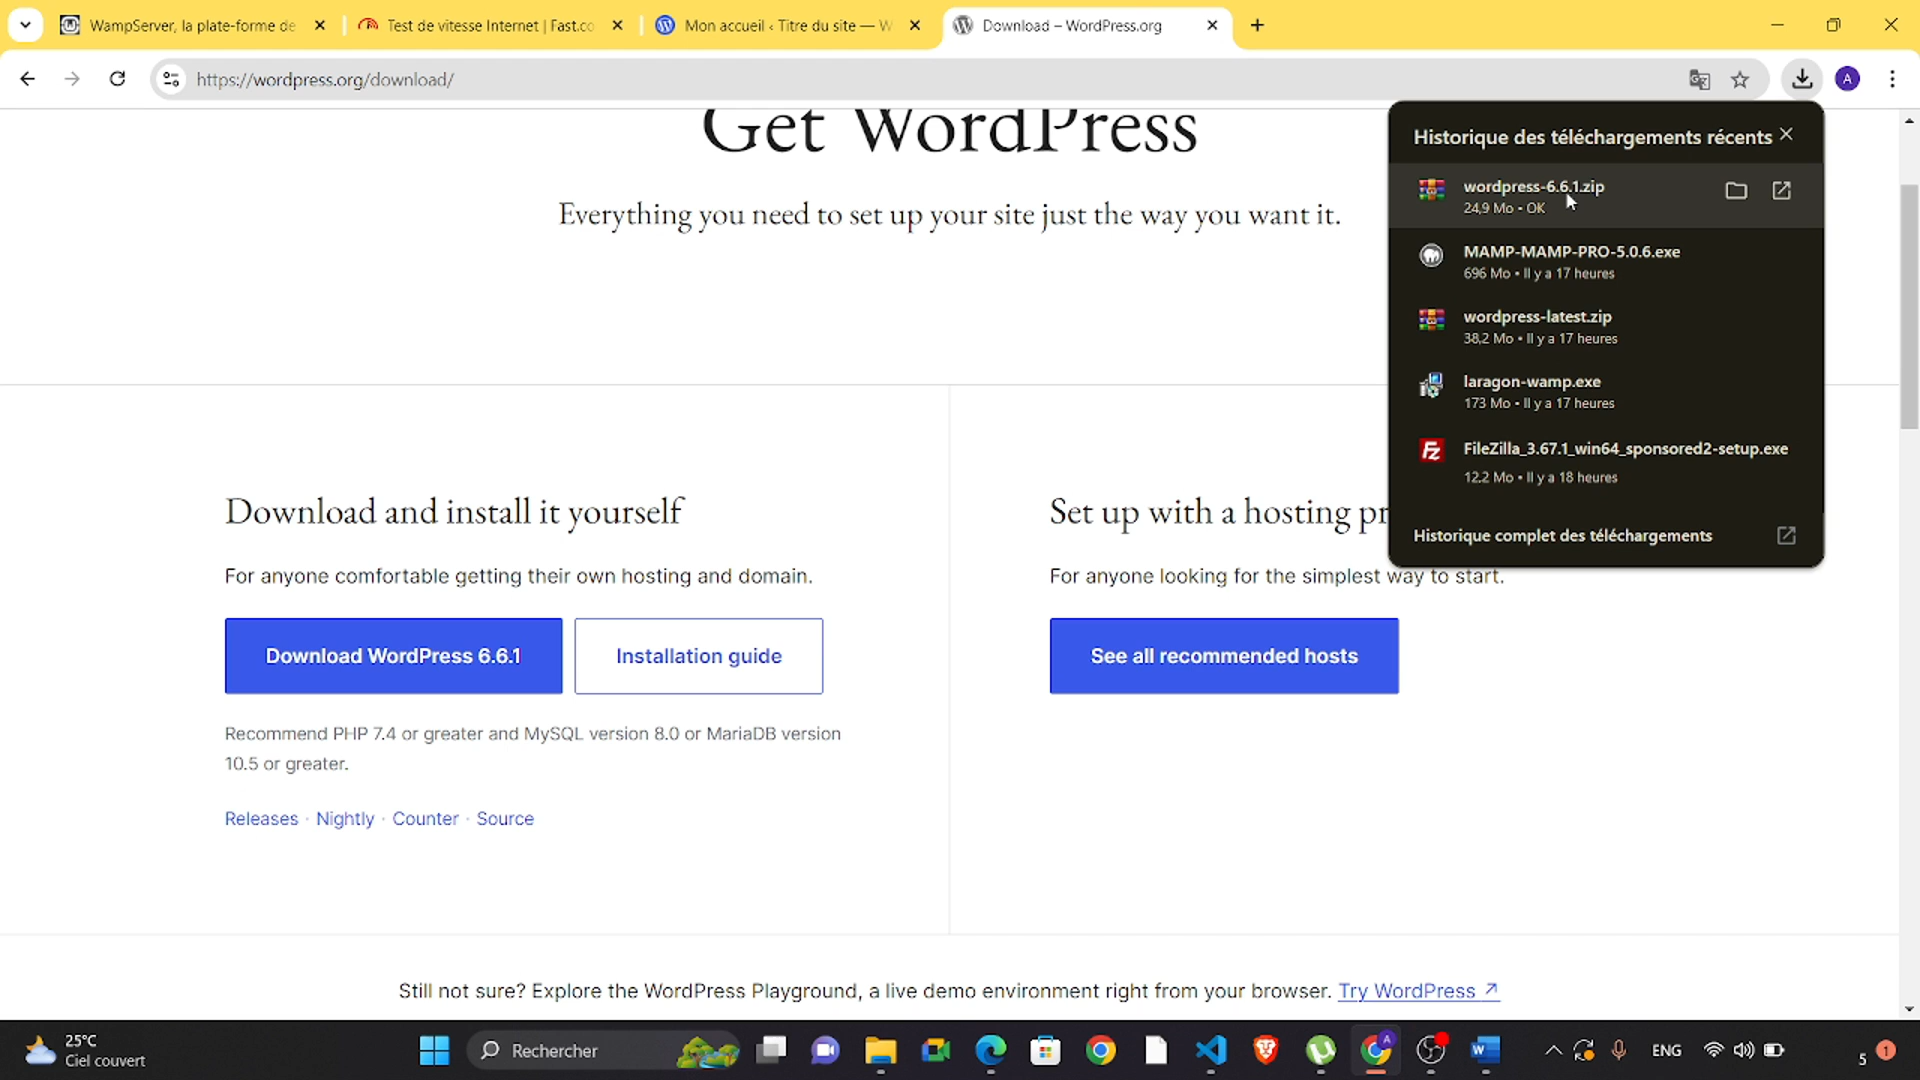 WampServer, la plate-forme de
Test de vitesse Internet | Fast.co
Mon accueil ‹ Titre du site — W
Download – WordPress.org
https://wordpress.org/download/
A
Get WordPress
Everything you need to set up your site just the way you want it.
Historique des téléchargements récents
wordpress-6.6.1.zip
24,9 Mo • OK
MAMP-MAMP-PRO-5.0.6.exe
696 Mo • Il y a 17 heures
wordpress-latest.zip
38,2 Mo • Il y a 17 heures
laragon-wamp.exe
173 Mo • Il y a 17 heures
FileZilla_3.67.1_win64_sponsored2-setup.exe
12,2 Mo • Il y a 18 heures
Historique complet des téléchargements
Download and install it yourself
For anyone comfortable getting their own hosting and domain.
Download WordPress 6.6.1
Installation guide
Recommend PHP 7.4 or greater and MySQL version 8.0 or MariaDB version
10.5 or greater.
Releases · Nightly · Counter · Source
Set up with a hosting pr
For anyone looking for the simplest way to start.
See all recommended hosts
Still not sure? Explore the WordPress Playground, a live demo environment right from your browser. Try WordPress ↗
25°C
Ciel couvert
Rechercher
A
ENG
5
1